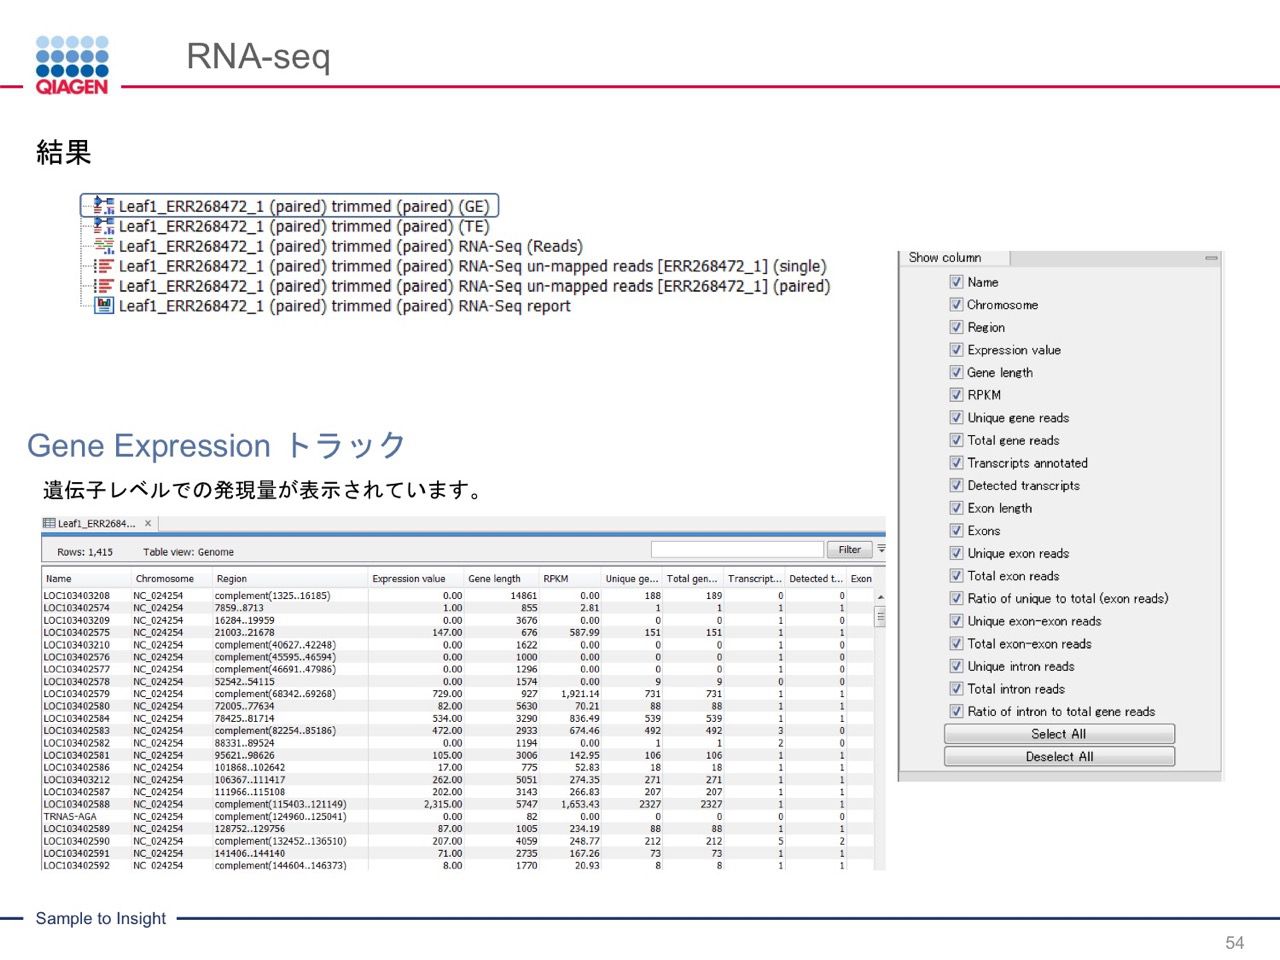 QIAGEN
RNA-seq
結果
Leaf1_ERR268472_1 (paired) trimmed (paired) (GE)
Leaf1_ERR268472_1 (paired) trimmed (paired) (TE)
Leaf1_ERR268472_1 (paired) trimmed (paired) RNA-Seq (Reads)
Leaf1_ERR268472_1 (paired) trimmed (paired) RNA-Seq un-mapped reads [ERR268472_1] (single)
Leaf1_ERR268472_1 (paired) trimmed (paired) RNA-Seq un-mapped reads [ERR268472_1] (paired)
Leaf1_ERR268472_1 (paired) trimmed (paired) RNA-Seq report
Show column
Name
Chromosome
Region
Expression value
Gene length
RPKM
Unique gene reads
Total gene reads
Transcripts annotated
Detected transcripts
Exon length
Exons
Unique exon reads
Total exon reads
Ratio of unique to total (exon reads)
Unique exon-exon reads
Total exon-exon reads
Unique intron reads
Total intron reads
Ratio of intron to total gene reads
Select All
Deselect All
Gene Expression トラック
遺伝子レベルでの発現量が表示されています。
Leaf1_ERR2684... ×
Rows: 1,415 Table view: Genome Filter
Name Chromosome Region Expression value Gene length RPKM Unique ge... Total gen... Transcript... Detected t... Exon
LOC103403208 NC_024254 complement(1325..16185) 0.00 14861 0.00 188 189 0 0
LOC103402574 NC_024254 7859..8713 1.00 855 2.81 1 1 1 1
LOC103403209 NC_024254 16284..19959 0.00 3676 0.00 0 0 1 0
LOC103402575 NC_024254 21003..21678 147.00 676 587.99 151 151 1 1
LOC103403210 NC_024254 complement(40627..42248) 0.00 1622 0.00 0 0 1 0
LOC103402576 NC_024254 complement(45595..46594) 0.00 1000 0.00 0 0 1 0
LOC103402577 NC_024254 complement(46691..47986) 0.00 1296 0.00 0 0 1 0
LOC103402578 NC_024254 52542..54115 0.00 1574 0.00 9 9 0 0
LOC103402579 NC_024254 complement(68342..69268) 729.00 927 1,921.14 731 731 1 1
LOC103402580 NC_024254 72005..77634 82.00 5630 70.21 88 88 1 1
LOC103402584 NC_024254 78425..81714 534.00 3290 836.49 539 539 1 1
LOC103402583 NC_024254 complement(82254..85186) 472.00 2933 674.46 492 492 3 0
LOC103402582 NC_024254 88331..89524 0.00 1194 0.00 1 1 2 0
LOC103402581 NC_024254 95621..98626 105.00 3006 142.95 106 106 1 1
LOC103402586 NC_024254 101868..102642 17.00 775 52.83 18 18 1 1
LOC103403212 NC_024254 106367..111417 262.00 5051 274.35 271 271 1 1
LOC103402587 NC_024254 111966..115108 202.00 3143 266.83 207 207 1 1
LOC103402588 NC_024254 complement(115403..121149) 2,315.00 5747 1,653.43 2327 2327 1 1
TRNAS-AGA NC_024254 complement(124960..125041) 0.00 82 0.00 0 0 0 0
LOC103402589 NC_024254 128752..129756 87.00 1005 234.19 88 88 1 1
LOC103402590 NC_024254 complement(132452..136510) 207.00 4059 248.77 212 212 5 2
LOC103402591 NC_024254 141406..144140 71.00 2735 167.26 73 73 1 1
LOC103402592 NC_024254 complement(144604..146373) 8.00 1770 20.93 8 8 1 1
Sample to Insight
54